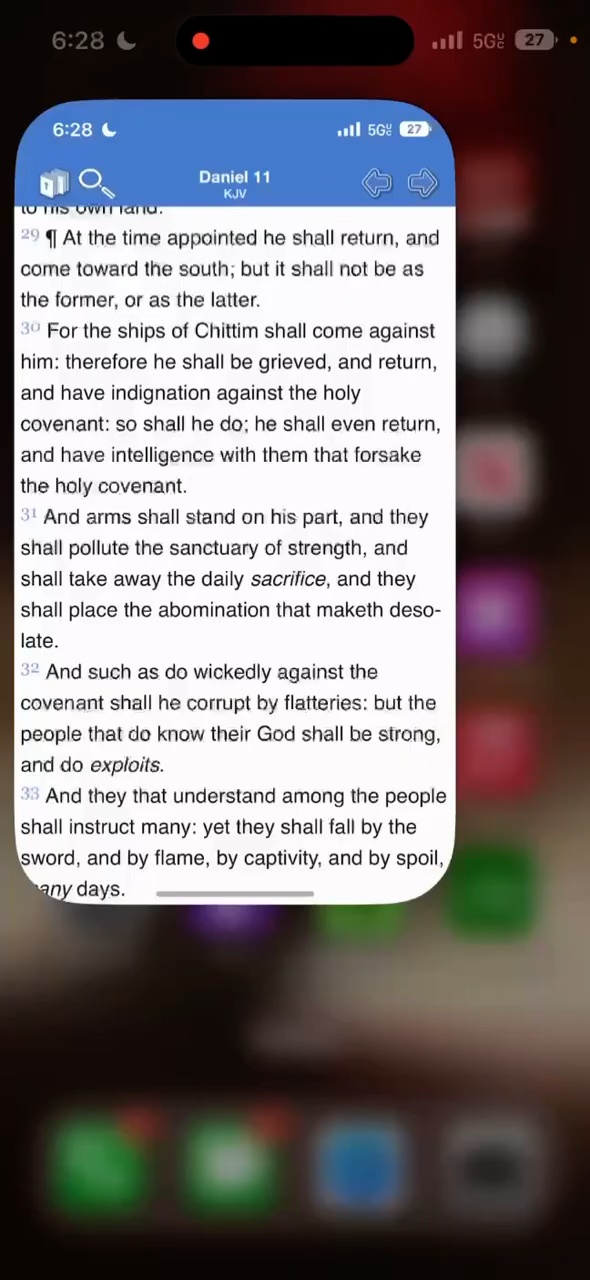 6:28
5G
27
6:28
5G
27
Daniel 11
KJV
to his own land.
29 ¶ At the time appointed he shall return, and
come toward the south; but it shall not be as
the former, or as the latter.
30 For the ships of Chittim shall come against
him: therefore he shall be grieved, and return,
and have indignation against the holy
covenant: so shall he do; he shall even return,
and have intelligence with them that forsake
the holy covenant.
31 And arms shall stand on his part, and they
shall pollute the sanctuary of strength, and
shall take away the daily sacrifice, and they
shall place the abomination that maketh deso-
late.
32 And such as do wickedly against the
covenant shall he corrupt by flatteries: but the
people that do know their God shall be strong,
and do exploits.
33 And they that understand among the people
shall instruct many: yet they shall fall by the
sword, and by flame, by captivity, and by spoil,
many days.